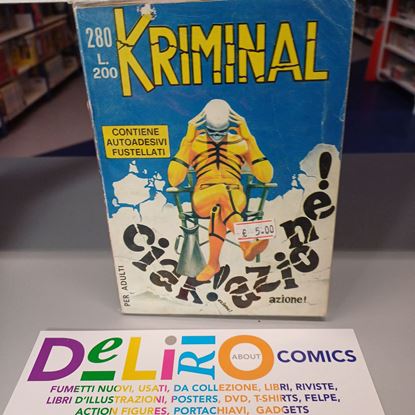 280
L. 200
KRIMINAL
CONTIENE
AUTOADESIVI
FUSTELLATI
€ 5.00
ciak... azione!
azione!
PER ADULTI
DeLiRiO ABOUT COMICS
FUMETTI NUOVI, USATI, DA COLLEZIONE, LIBRI, RIVISTE,
LIBRI D'ILLUSTRAZIONI, POSTERS, DVD, T-SHIRTS, FELPE,
ACTION FIGURES, PORTACHIAVI, GADGETS